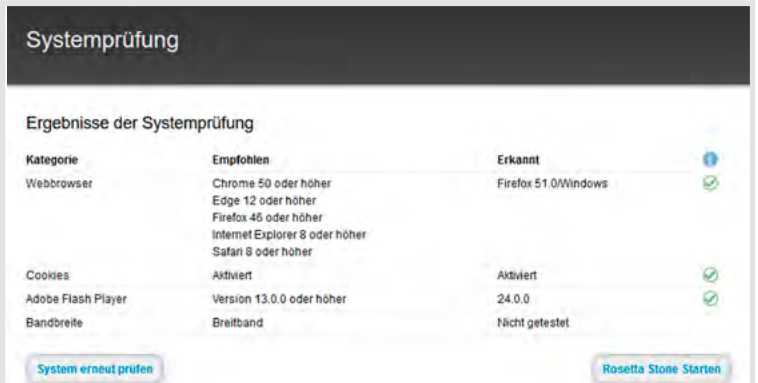 Systemprüfung
Ergebnisse der Systemprüfung
Kategorie Empfohlen Erkannt
Webbrowser Chrome 50 oder höher Firefox 51.0/Windows
Edge 12 oder höher
Firefox 46 oder höher
Internet Explorer 8 oder höher
Safari 8 oder höher
Cookies Aktiviert Aktiviert
Adobe Flash Player Version 13.0.0 oder höher 24.0.0
Bandbreite Breitband Nicht getestet
System erneut prüfen Rosetta Stone Starten